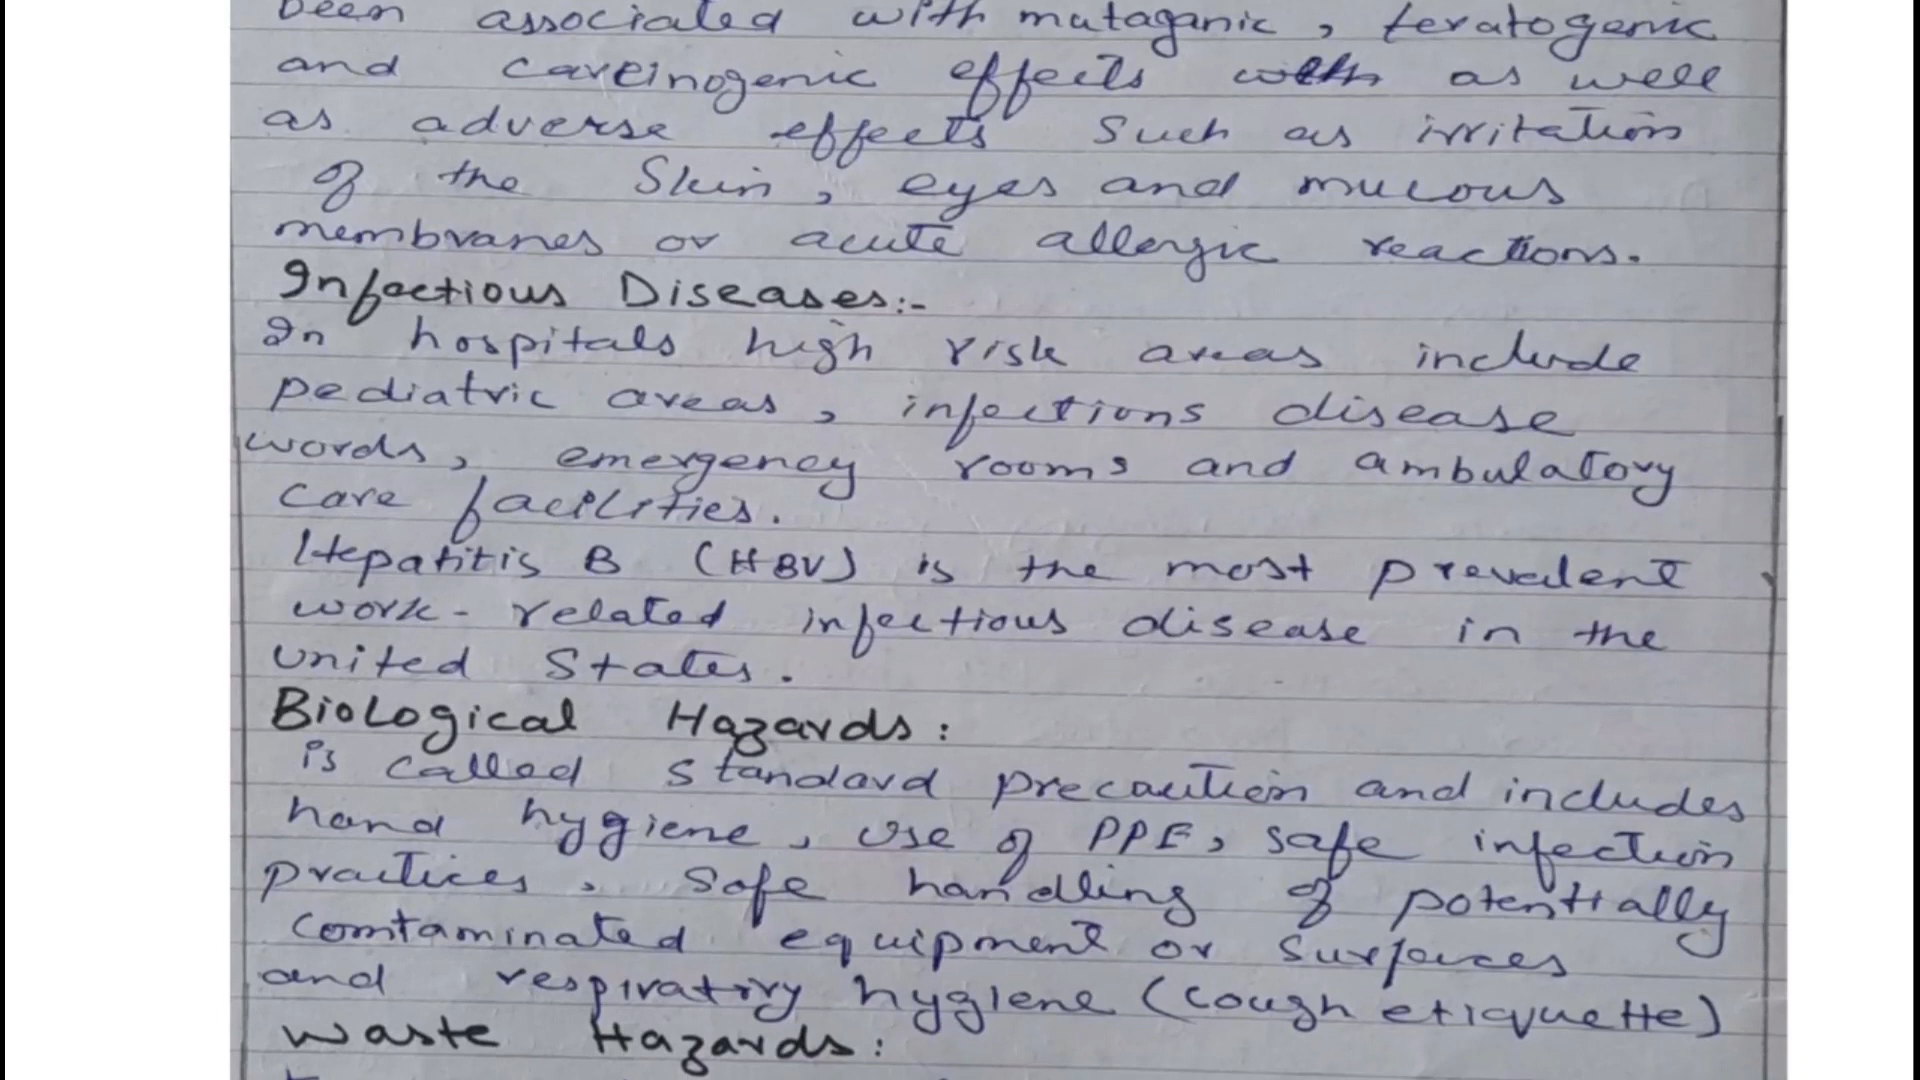 been associated with mutaganic, teratogenic
and carcinogenic effects with as well
as adverse effects Such as irritation
of the Skin, eyes and mucous
membranes or acute allergic reactions.
Infectious Diseases:-
In hospitals high risk areas include
pediatric areas, infections disease
words, emergency rooms and ambulatory
care facilities.
Hepatitis B (HBV) is the most prevalent
work-related infectious disease in the
United States.
Biological Hazards:
is called standard precaution and includes
hand hygiene, use of PPE, safe infection
practices, safe handling of potentially
contaminated equipment or surfaces
and respiratory hygiene (cough etiquette)
Waste Hazards: